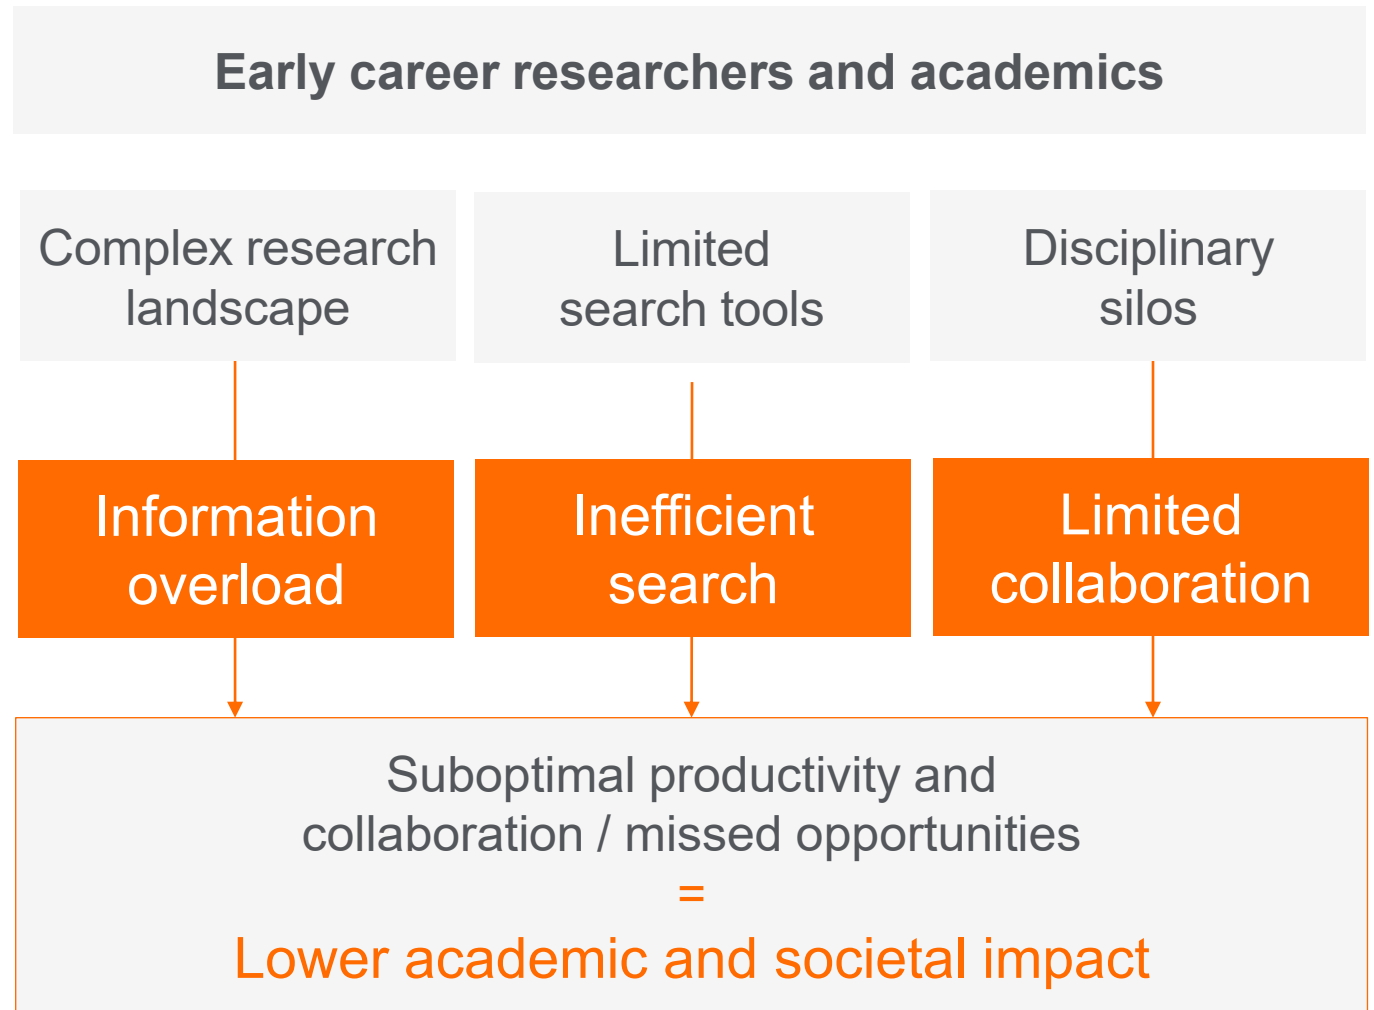 Early career researchers and academics
Complex research
landscape
Limited
search tools
Disciplinary
silos
Information
overload
Inefficient
search
Limited
collaboration
Suboptimal productivity and
collaboration / missed opportunities
=
Lower academic and societal impact